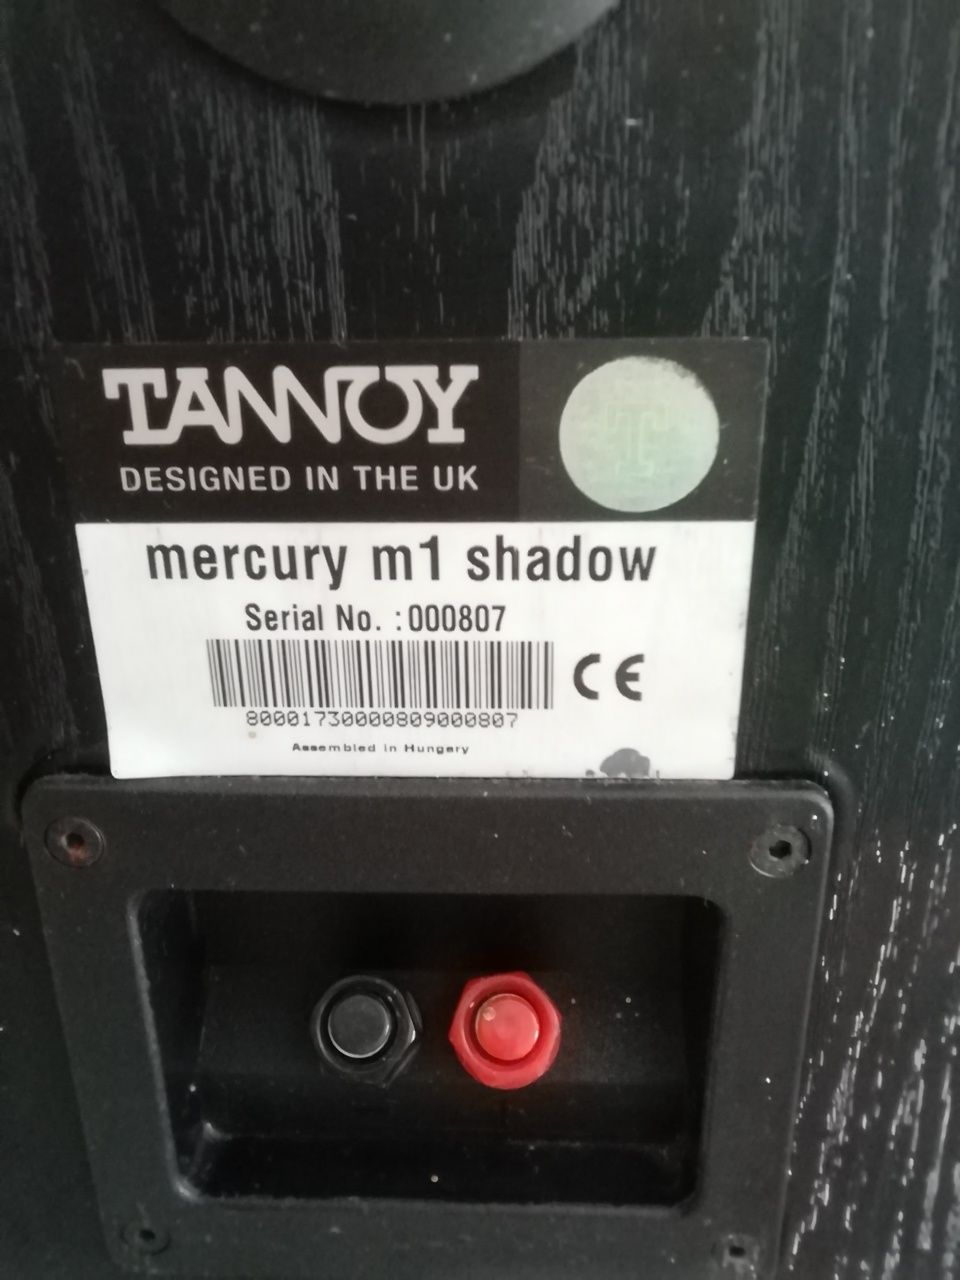 TANNOY
DESIGNED IN THE UK
T
mercury m1 shadow
Serial No. :000807
CE
80001730000809000807
Assembled in Hungary